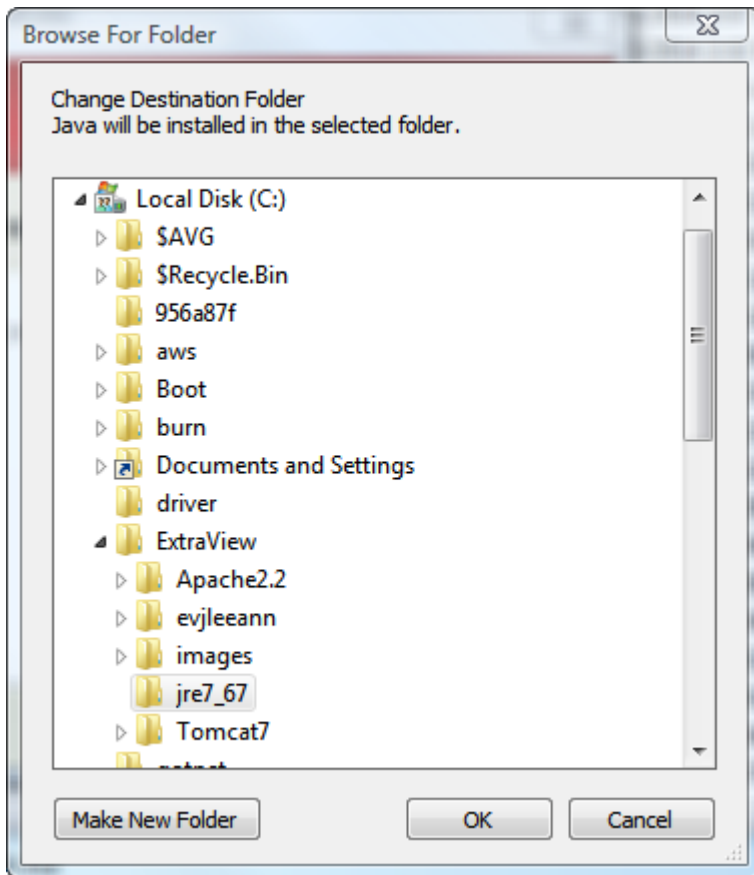 Browse For Folder
Change Destination Folder
Java will be installed in the selected folder.
Local Disk (C:)
$AVG
$Recycle.Bin
956a87f
aws
Boot
burn
Documents and Settings
driver
ExtraView
Apache2.2
evjleeann
images
jre7_67
Tomcat7
Make New Folder
OK
Cancel